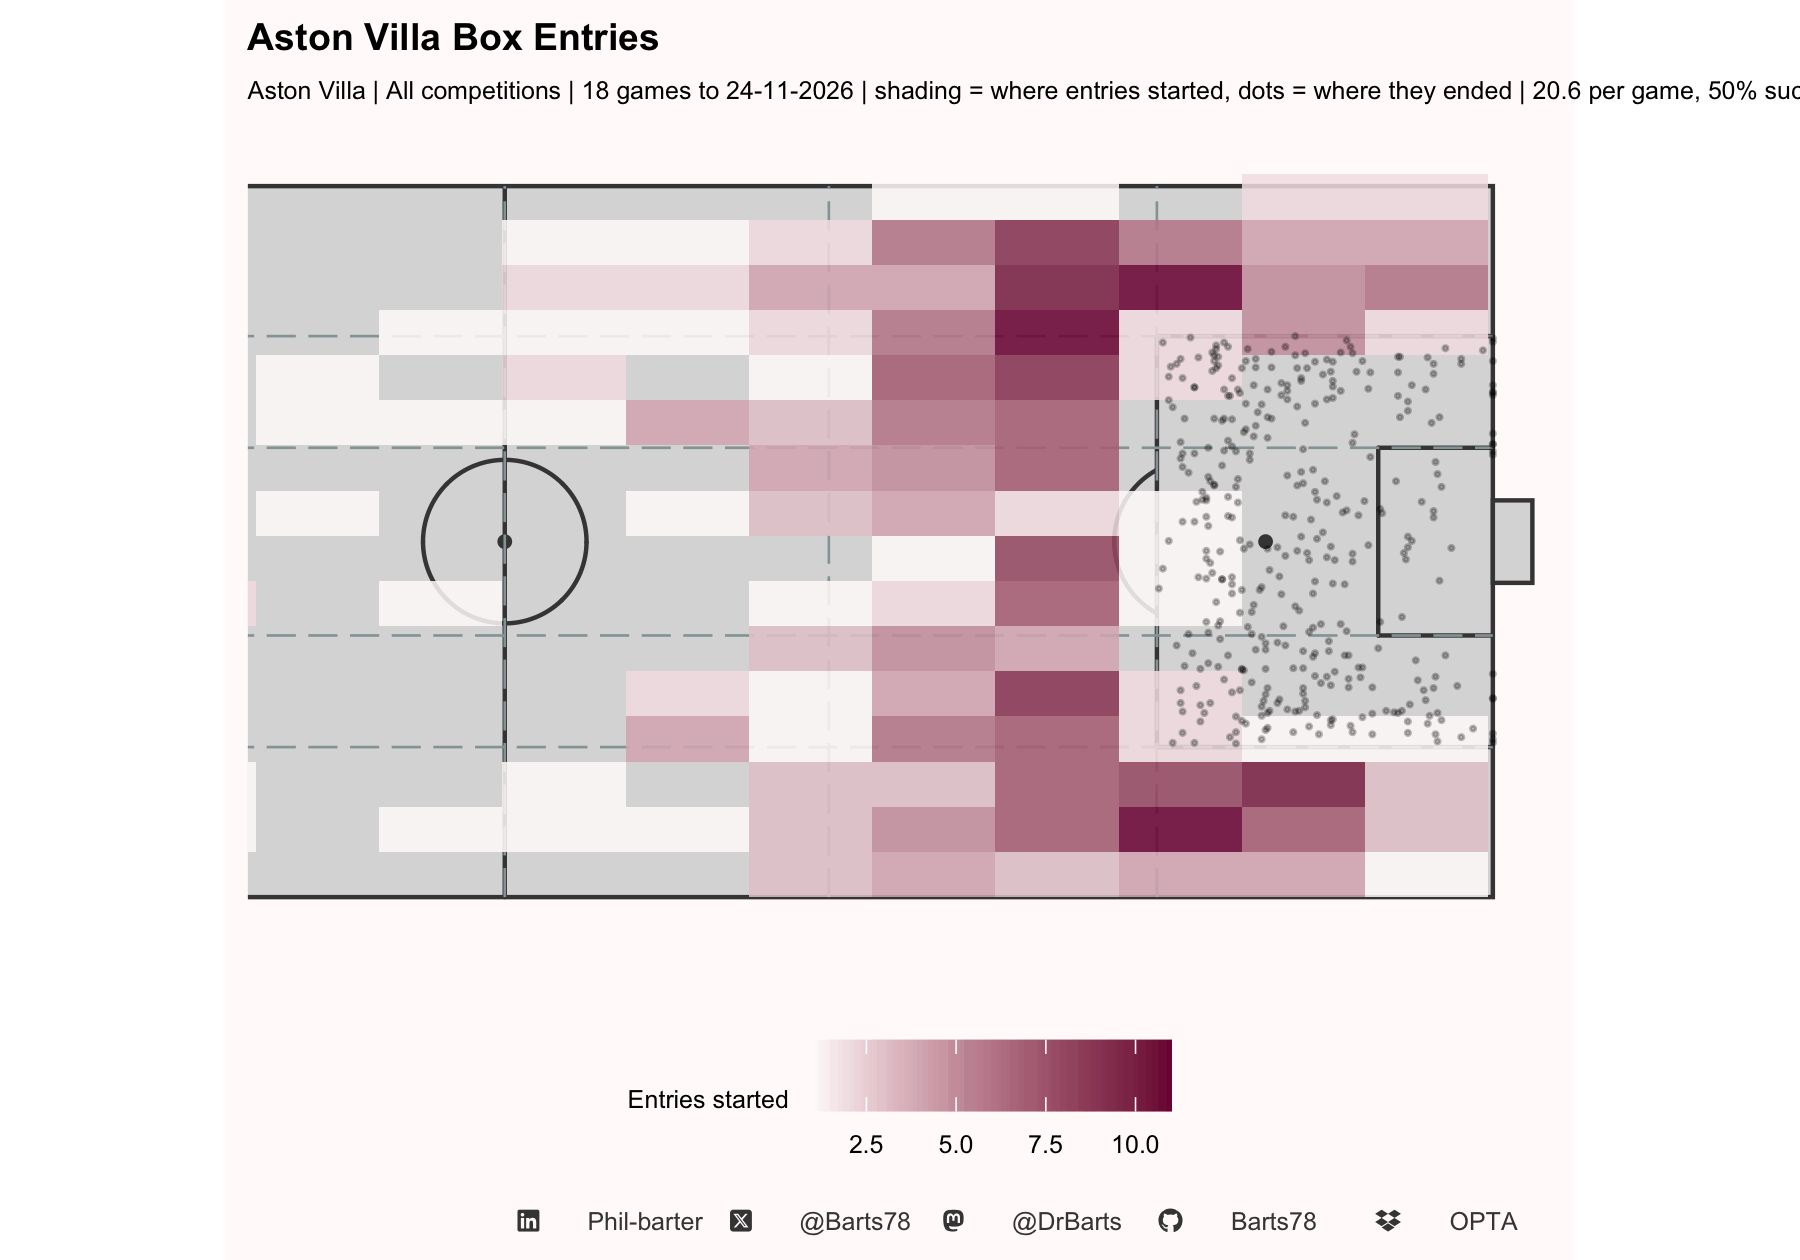 Aston Villa Box Entries
Aston Villa | All competitions | 18 games to 24-11-2026 | shading = where entries started, dots = where they ended | 20.6 per game, 50%
Entries started
2.5 5.0 7.5 10.0
Phil-barter @Barts78 @DrBarts Barts78 OPTA